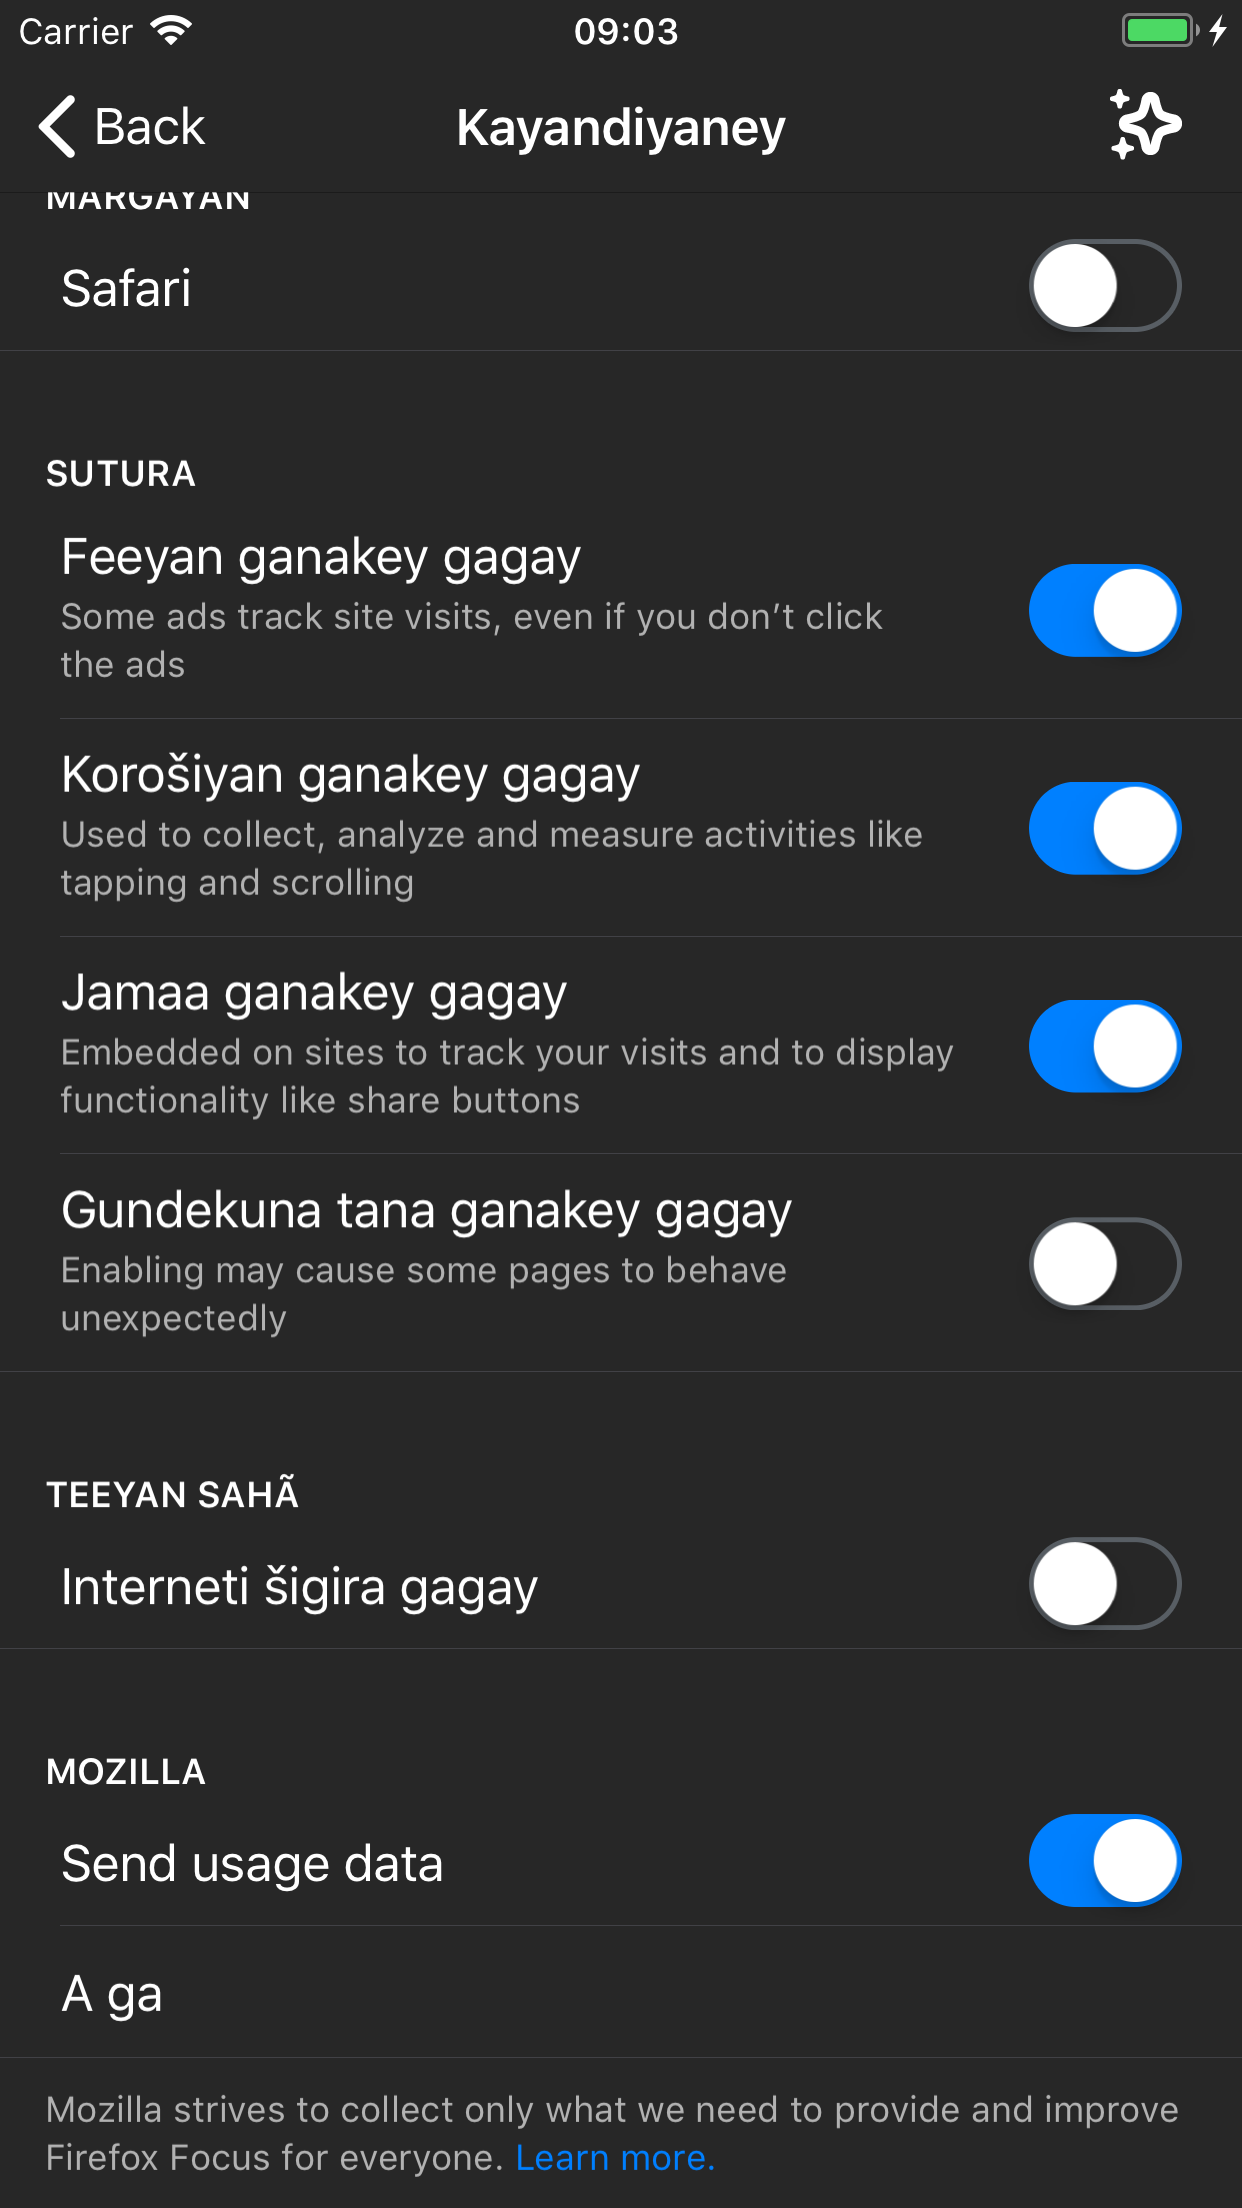 Carrier
09:03
Back
Kayandiyaney
MARGAYAN
Safari
SUTURA
Feeyan ganakey gagay
Some ads track site visits, even if you don’t click
the ads
Korošiyan ganakey gagay
Used to collect, analyze and measure activities like
tapping and scrolling
Jamaa ganakey gagay
Embedded on sites to track your visits and to display
functionality like share buttons
Gundekuna tana ganakey gagay
Enabling may cause some pages to behave
unexpectedly
TEEYAN SAHÃ
Interneti šigira gagay
MOZILLA
Send usage data
A ga
Mozilla strives to collect only what we need to provide and improve
Firefox Focus for everyone. Learn more.